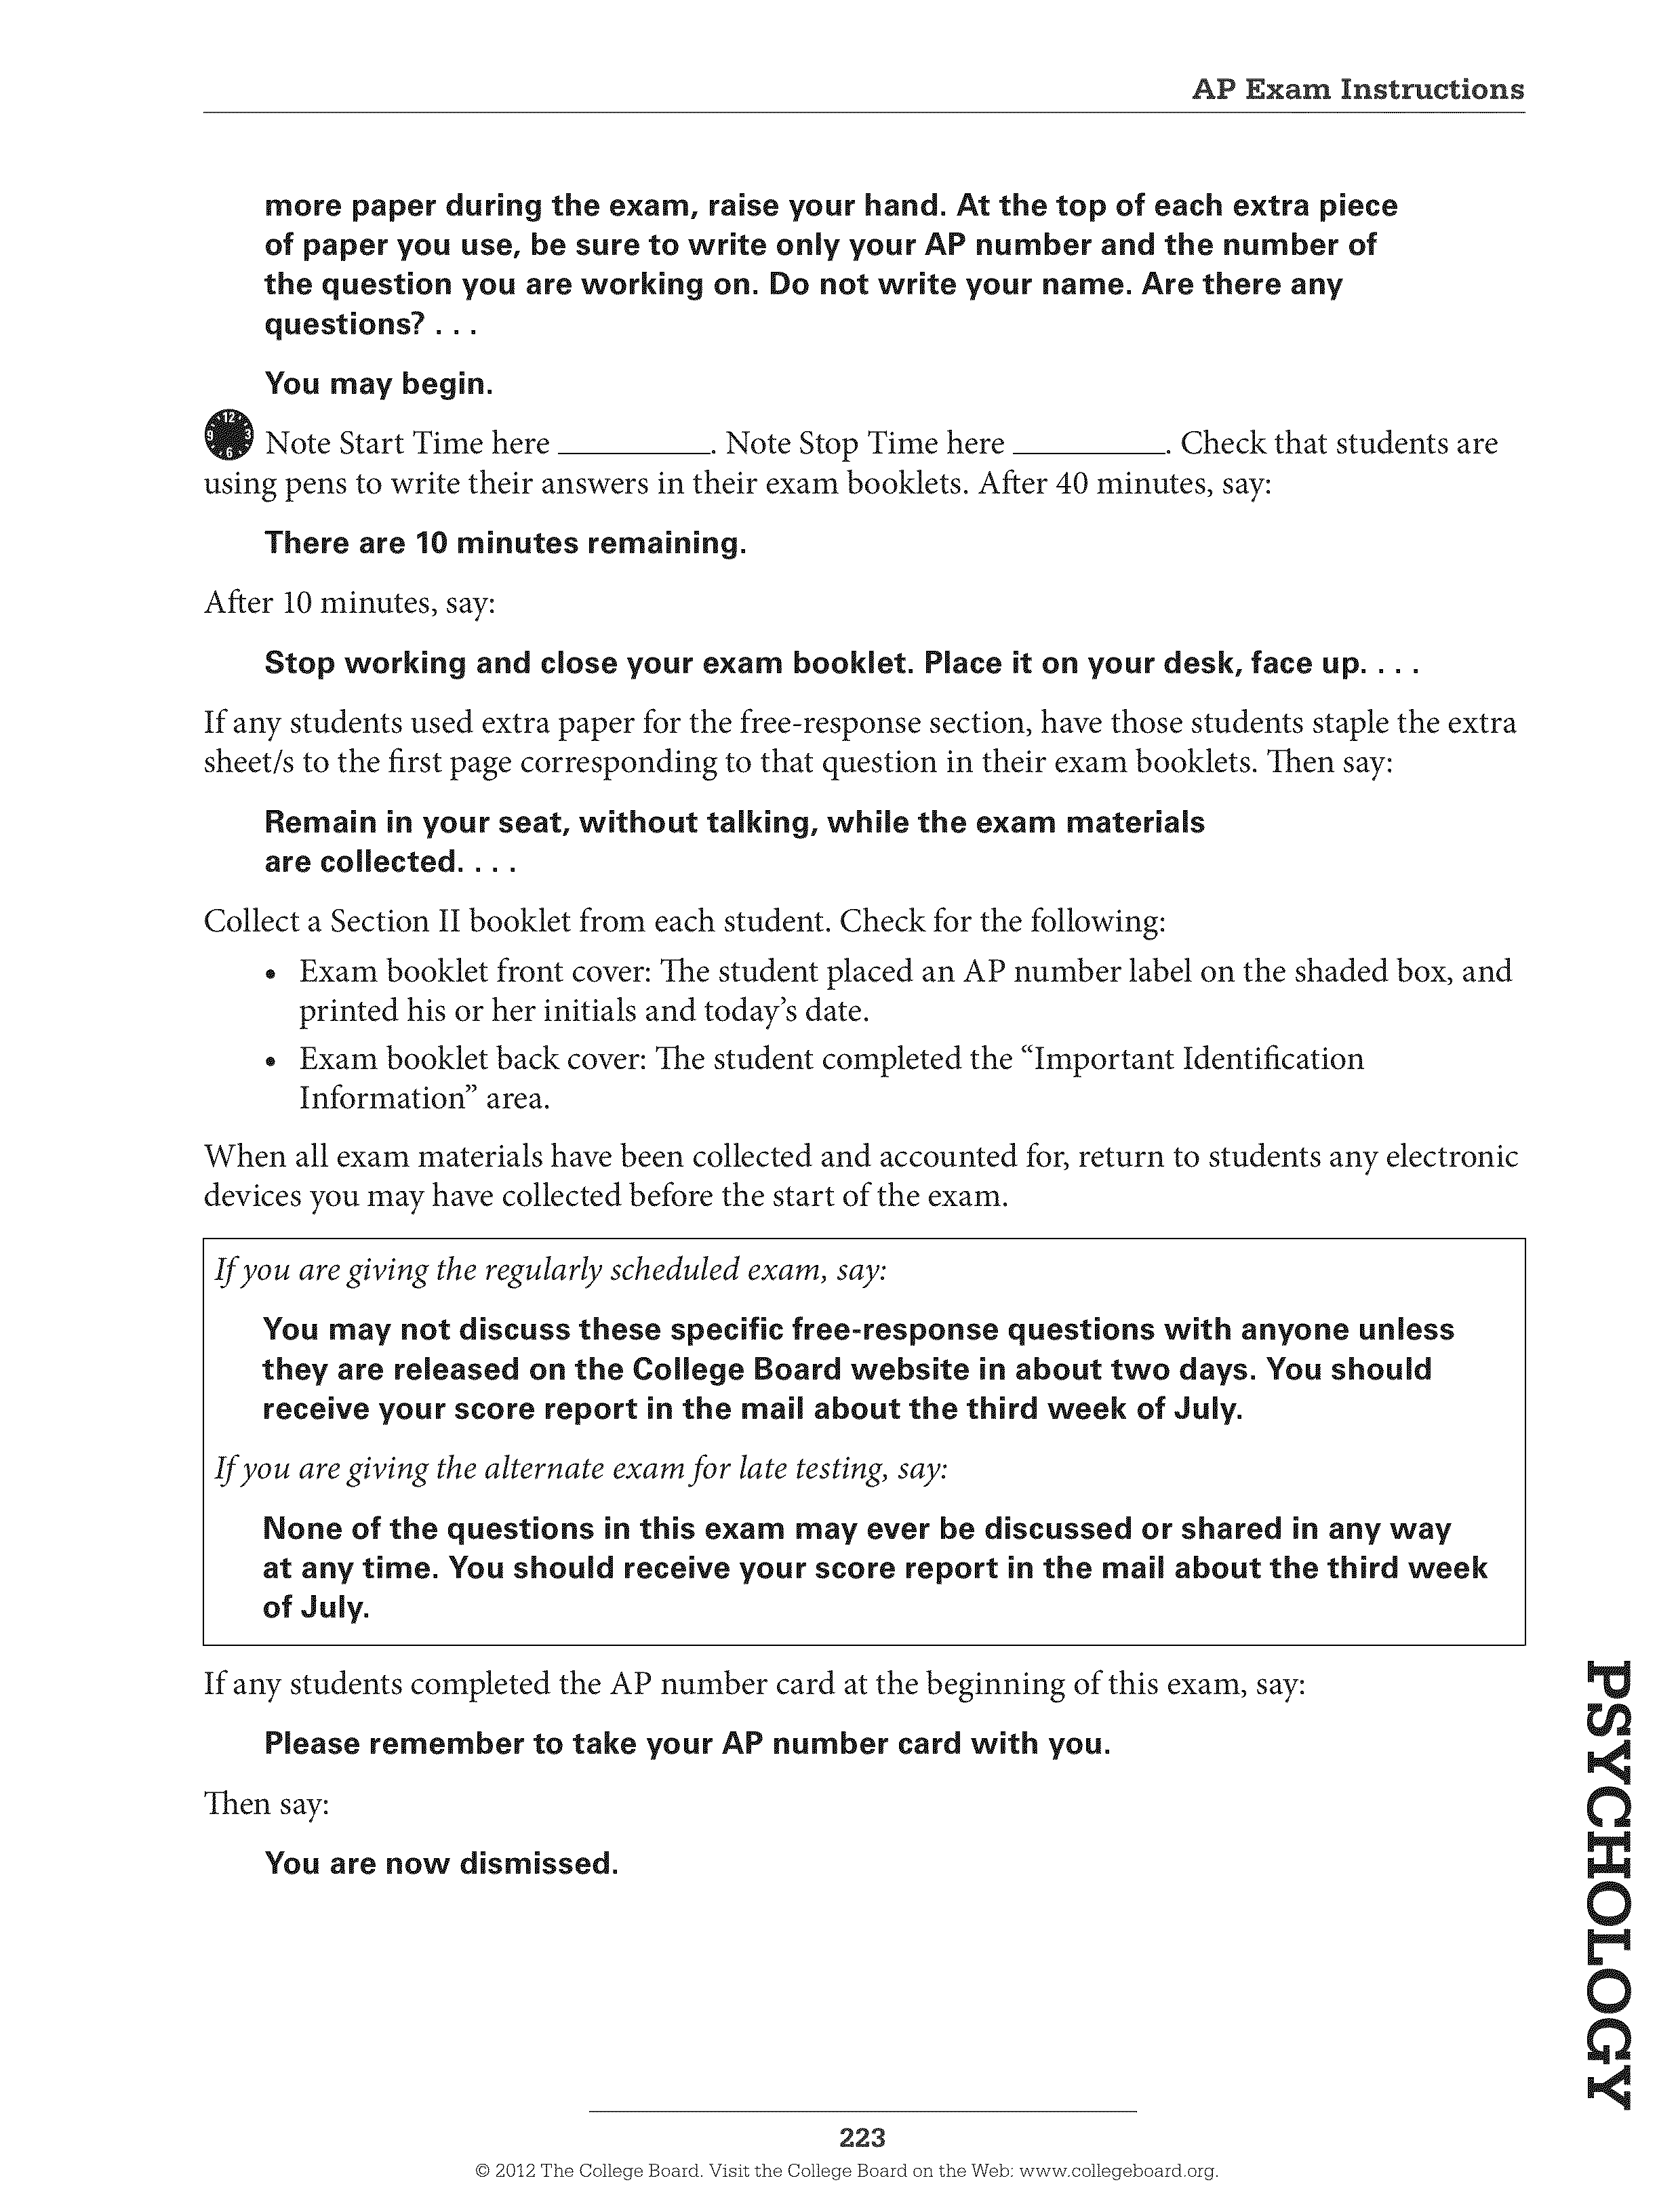 AP Exam Instructions
more paper during the exam, raise your hand. At the top of each extra piece
of paper you use, be sure to write only your AP number and the number of
the question you are working on. Do not write your name. Are there any
questions? . . .
You may begin.
12
9 3
6
Note Start Time here _________. Note Stop Time here _________. Check that students are
using pens to write their answers in their exam booklets. After 40 minutes, say:
There are 10 minutes remaining.
After 10 minutes, say:
Stop working and close your exam booklet. Place it on your desk, face up. . . .
If any students used extra paper for the free-response section, have those students staple the extra
sheet/s to the first page corresponding to that question in their exam booklets. Then say:
Remain in your seat, without talking, while the exam materials
are collected. . . .
Collect a Section II booklet from each student. Check for the following:
• Exam booklet front cover: The student placed an AP number label on the shaded box, and
printed his or her initials and today’s date.
• Exam booklet back cover: The student completed the “Important Identification
Information” area.
When all exam materials have been collected and accounted for, return to students any electronic
devices you may have collected before the start of the exam.
If you are giving the regularly scheduled exam, say:
You may not discuss these specific free-response questions with anyone unless
they are released on the College Board website in about two days. You should
receive your score report in the mail about the third week of July.
If you are giving the alternate exam for late testing, say:
None of the questions in this exam may ever be discussed or shared in any way
at any time. You should receive your score report in the mail about the third week
of July.
If any students completed the AP number card at the beginning of this exam, say:
Please remember to take your AP number card with you.
Then say:
You are now dismissed.
PSYCHOLOGY
223
© 2012 The College Board. Visit the College Board on the Web: www.collegeboard.org.